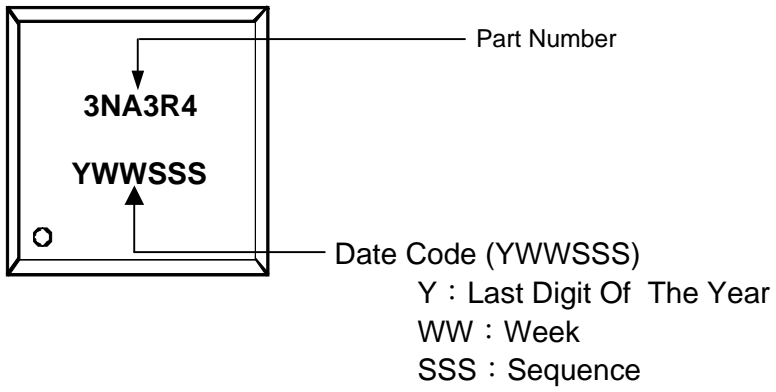 Part Number
3NA3R4
YWWSSS
Date Code (YWWSSS)
Y：Last Digit Of The Year
WW：Week
SSS：Sequence